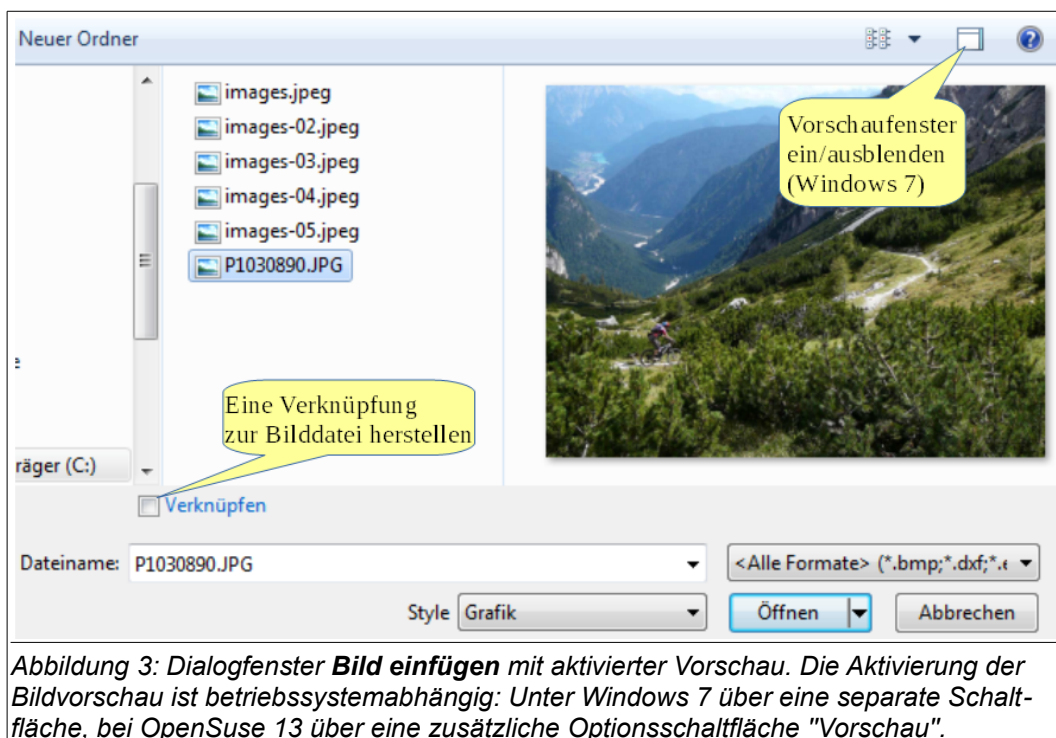 Neuer Ordner
images.jpeg
images-02.jpeg
images-03.jpeg
images-04.jpeg
images-05.jpeg
P1030890.JPG
Vorschaufenster
ein/ausblenden
(Windows 7)
Eine Verknüpfung
zur Bilddatei herstellen
räger (C:)
Verknüpfen
Dateiname: P1030890.JPG <Alle Formate> (*.bmp;*.dxf;*.e
Style Grafik Öffnen Abbrechen
Abbildung 3: Dialogfenster Bild einfügen mit aktivierter Vorschau. Die Aktivierung der
Bildvorschau ist betriebssystemabhängig: Unter Windows 7 über eine separate Schalt-
fläche, bei OpenSuse 13 über eine zusätzliche Optionsschaltfläche "Vorschau".